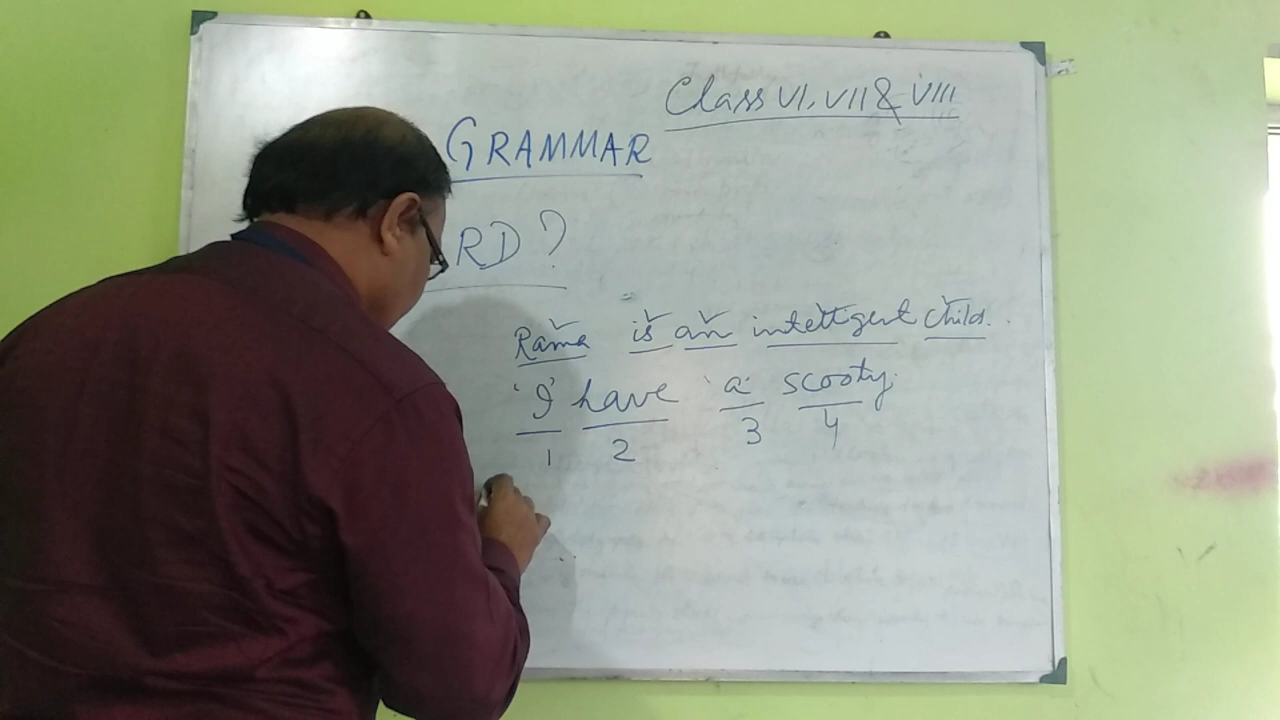 Class VI, VII & VIII
GRAMMAR
RD?
Rama is an intelligent child.
'I' have 'a' scooty.
1 2 3 4